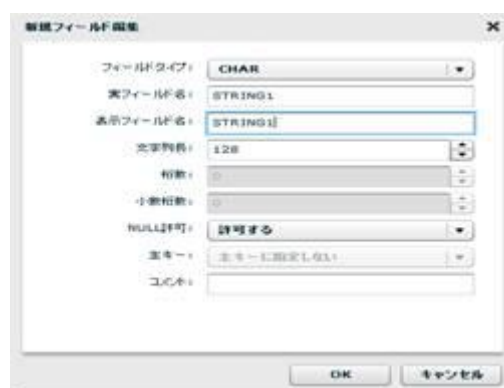 新規フィールド編集
フィールドタイプ: CHAR
実フィールド名: STRING1
表示フィールド名: STRING1
文字列長: 128
桁数: 0
小数桁数: 0
NULL許可: 許可する
主キー: 主キーに設定しない
コメント:
OK キャンセル